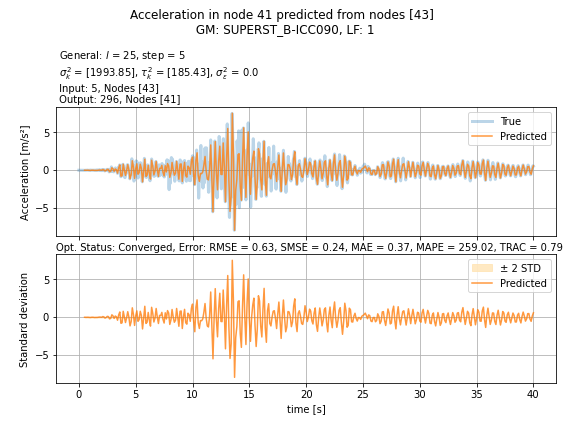 Acceleration in node 41 predicted from nodes [43]
GM: SUPERST_B-ICC090, LF: 1
General: l = 25, step = 5
σ²ₖ = [1993.85], τ²ₖ = [185.43], σ²ε = 0.0
Input: 5, Nodes [43]
Output: 296, Nodes [41]
True
Predicted
Acceleration [m/s²]
5
0
−5
Opt. Status: Converged, Error: RMSE = 0.63, SMSE = 0.24, MAE = 0.37, MAPE = 259.02, TRAC = 0.79
± 2 STD
Predicted
Standard deviation
5
0
−5
0 5 10 15 20 25 30 35 40
time [s]